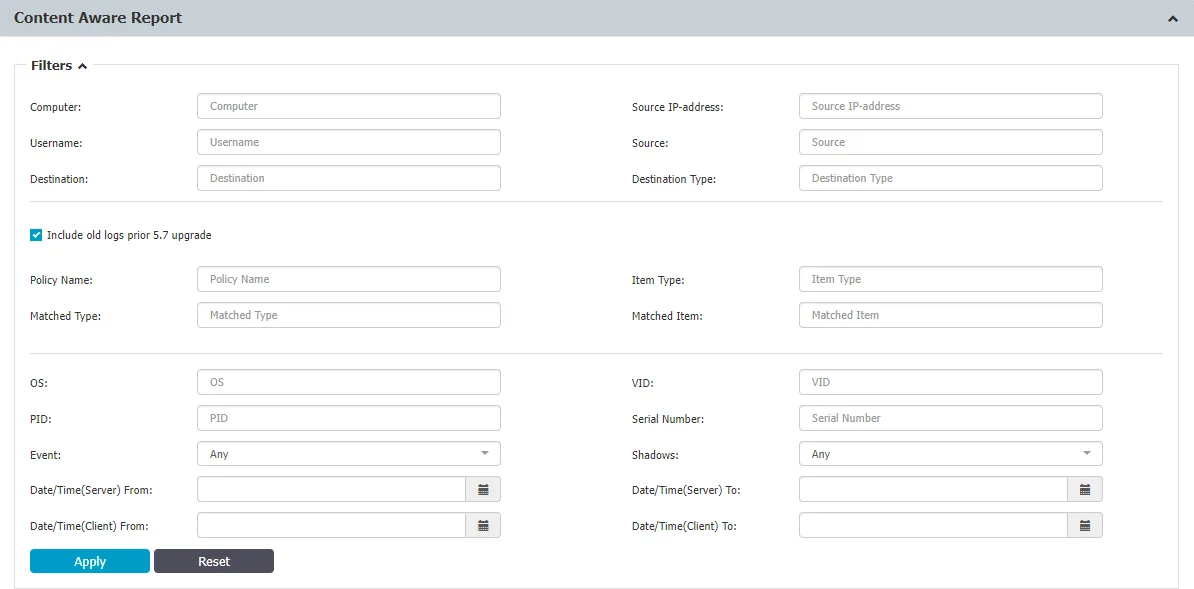 Content Aware Report
Filters
Computer: Computer Source IP-address: Source IP-address
Username: Username Source: Source
Destination: Destination Destination Type: Destination Type
Include old logs prior 5.7 upgrade
Policy Name: Policy Name Item Type: Item Type
Matched Type: Matched Type Matched Item: Matched Item
OS: OS VID: VID
PID: PID Serial Number: Serial Number
Event: Any Shadows: Any
Date/Time(Server) From: Date/Time(Server) To:
Date/Time(Client) From: Date/Time(Client) To:
Apply Reset